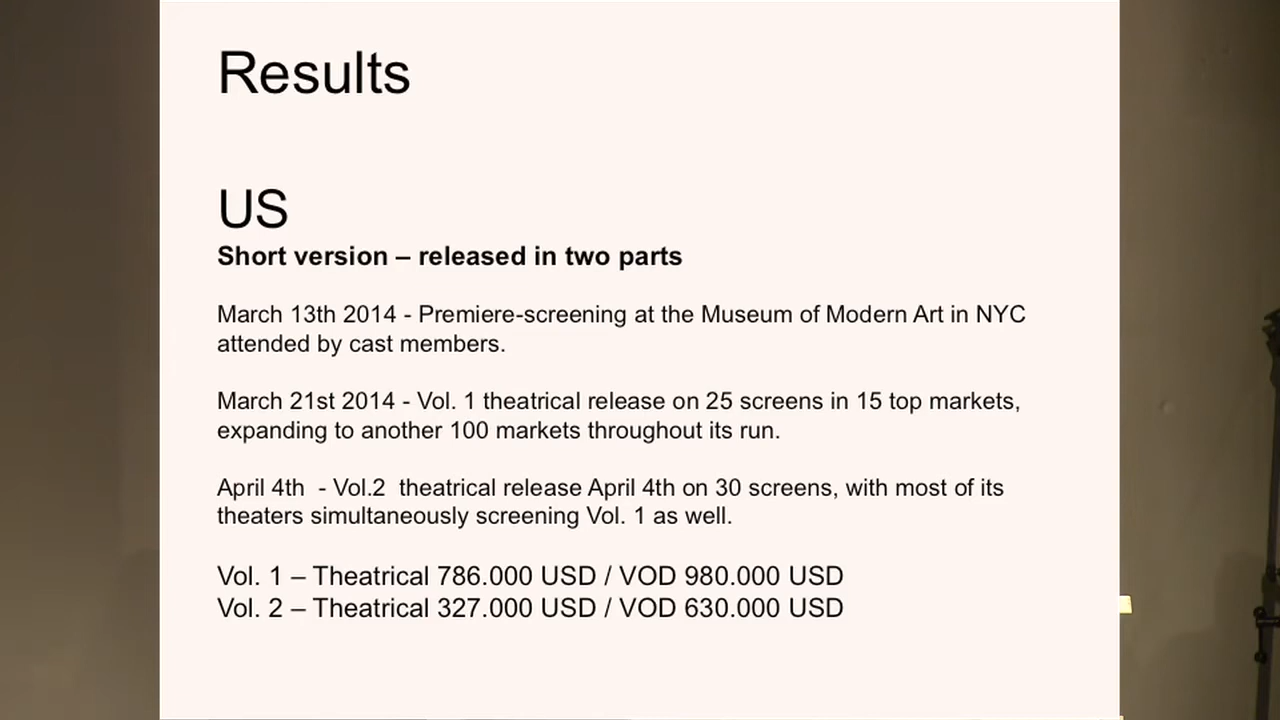 Results
US
Short version – released in two parts
March 13th 2014 - Premiere-screening at the Museum of Modern Art in NYC
attended by cast members.
March 21st 2014 - Vol. 1 theatrical release on 25 screens in 15 top markets,
expanding to another 100 markets throughout its run.
April 4th  - Vol.2  theatrical release April 4th on 30 screens, with most of its
theaters simultaneously screening Vol. 1 as well.
Vol. 1 – Theatrical 786.000 USD / VOD 980.000 USD
Vol. 2 – Theatrical 327.000 USD / VOD 630.000 USD